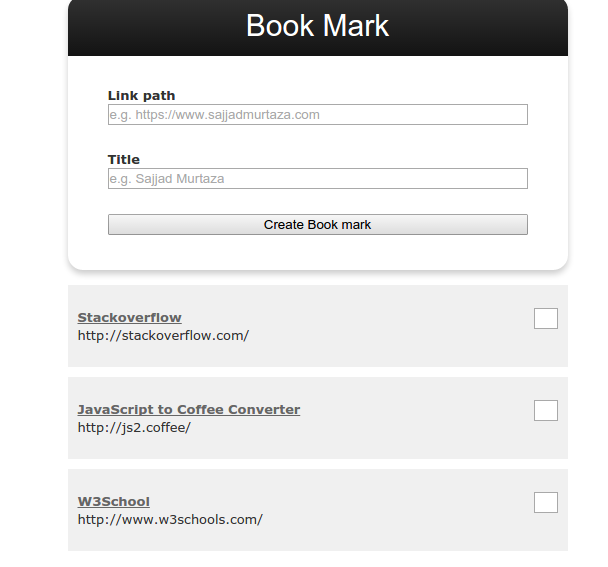 Book Mark
Link path
e.g. https://www.sajjadmurtaza.com
Title
e.g. Sajjad Murtaza
Create Book mark
Stackoverflow
http://stackoverflow.com/
JavaScript to Coffee Converter
http://js2.coffee/
W3School
http://www.w3schools.com/